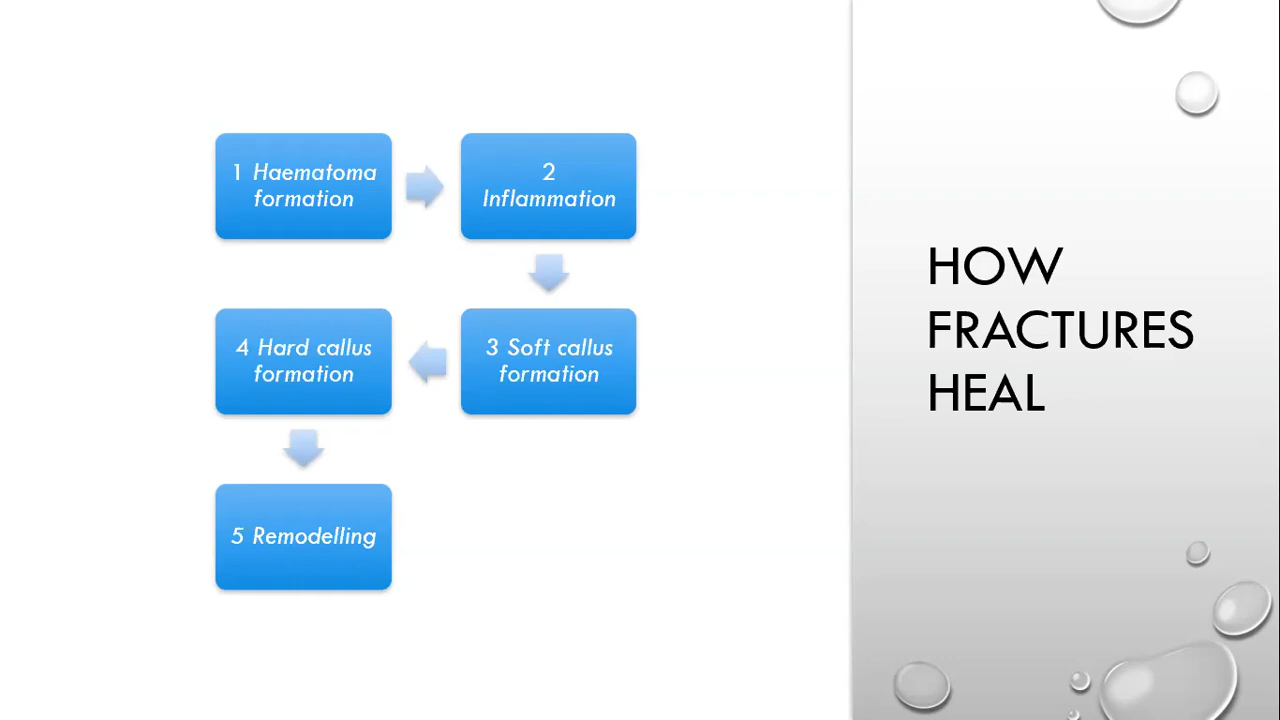 1 Haematoma
formation
2
Inflammation
3 Soft callus
formation
4 Hard callus
formation
5 Remodelling
HOW
FRACTURES
HEAL